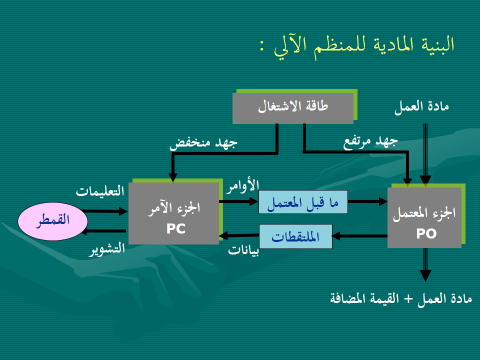 البنية المادية للمنظم الآلي :
طاقة الاشتغال
مادة العمل
جهد منخفض
جهد مرتفع
التعليمات
الأوامر
ما قبل المعتمل
الجزء الآمر
PC
الجزء المعتمل
PO
القمطر
الملتقطات
التشوير
بيانات
مادة العمل + القيمة المضافة